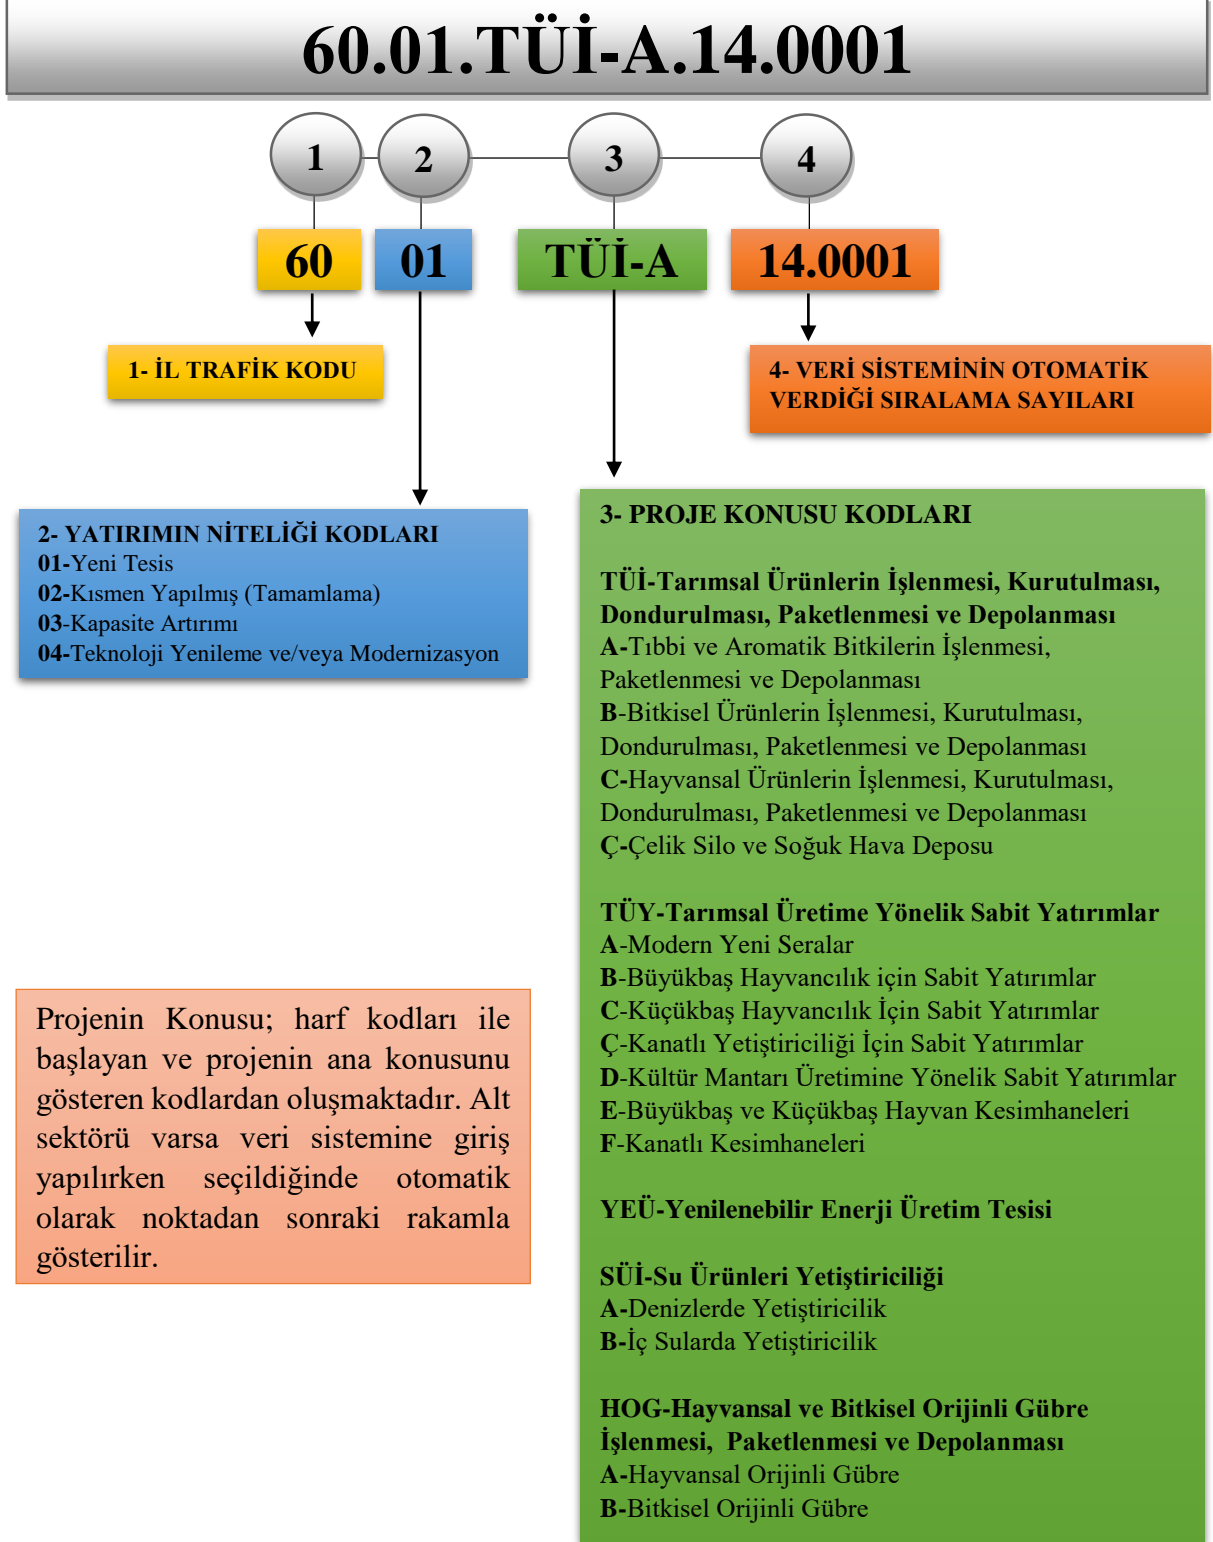 60.01.TÜİ-A.14.0001
1 2 3 4
60 01 TÜİ-A 14.0001
1- İL TRAFİK KODU
4- VERİ SİSTEMİNİN OTOMATİK
VERDİĞİ SIRALAMA SAYILARI
2- YATIRIMIN NİTELİĞİ KODLARI
01-Yeni Tesis
02-Kısmen Yapılmış (Tamamlama)
03-Kapasite Artırımı
04-Teknoloji Yenileme ve/veya Modernizasyon
3- PROJE KONUSU KODLARI
TÜİ-Tarımsal Ürünlerin İşlenmesi, Kurutulması,
Dondurulması, Paketlenmesi ve Depolanması
A-Tıbbi ve Aromatik Bitkilerin İşlenmesi,
Paketlenmesi ve Depolanması
B-Bitkisel Ürünlerin İşlenmesi, Kurutulması,
Dondurulması, Paketlenmesi ve Depolanması
C-Hayvansal Ürünlerin İşlenmesi, Kurutulması,
Dondurulması, Paketlenmesi ve Depolanması
Ç-Çelik Silo ve Soğuk Hava Deposu
TÜY-Tarımsal Üretime Yönelik Sabit Yatırımlar
A-Modern Yeni Seralar
B-Büyükbaş Hayvancılık için Sabit Yatırımlar
C-Küçükbaş Hayvancılık İçin Sabit Yatırımlar
Ç-Kanatlı Yetiştiriciliği İçin Sabit Yatırımlar
D-Kültür Mantarı Üretimine Yönelik Sabit Yatırımlar
E-Büyükbaş ve Küçükbaş Hayvan Kesimhaneleri
F-Kanatlı Kesimhaneleri
YEÜ-Yenilenebilir Enerji Üretim Tesisi
SÜİ-Su Ürünleri Yetiştiriciliği
A-Denizlerde Yetiştiricilik
B-İç Sularda Yetiştiricilik
HOG-Hayvansal ve Bitkisel Orijinli Gübre
İşlenmesi, Paketlenmesi ve Depolanması
A-Hayvansal Orijinli Gübre
B-Bitkisel Orijinli Gübre
Projenin Konusu; harf kodları ile
başlayan ve projenin ana konusunu
gösteren kodlardan oluşmaktadır. Alt
sektörü varsa veri sistemine giriş
yapılırken seçildiğinde otomatik
olarak noktadan sonraki rakamla
gösterilir.